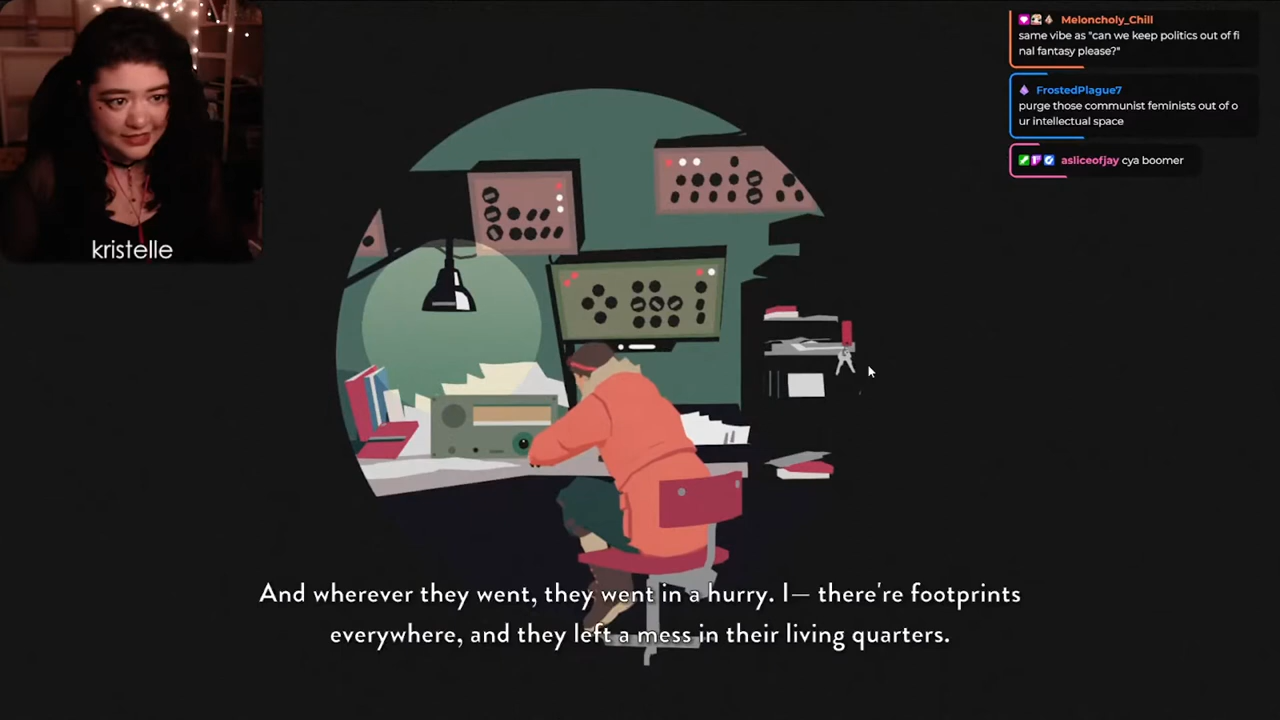 Meloncholy_Chill
same vibe as "can we keep politics out of fi
nal fantasy please?"
FrostedPlague7
purge those communist feminists out of o
ur intellectual space
asliceofjay cya boomer
kristelle
And wherever they went, they went in a hurry. I— there're footprints
everywhere, and they left a mess in their living quarters.